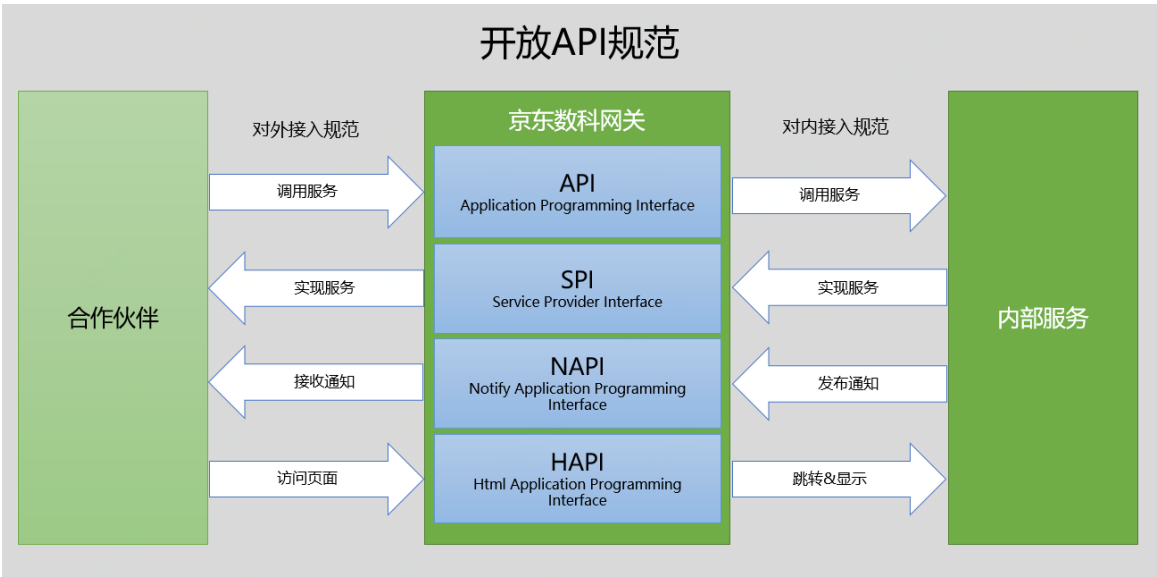 开放API规范
对外接入规范
京东数科网关
对内接入规范
调用服务
API
Application Programming Interface
调用服务
实现服务
SPI
Service Provider Interface
实现服务
合作伙伴
内部服务
接收通知
NAPI
Notify Application Programming
Interface
发布通知
访问页面
HAPI
Html Application Programming
Interface
跳转&显示